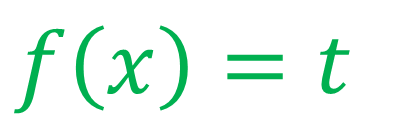 f(x) = t